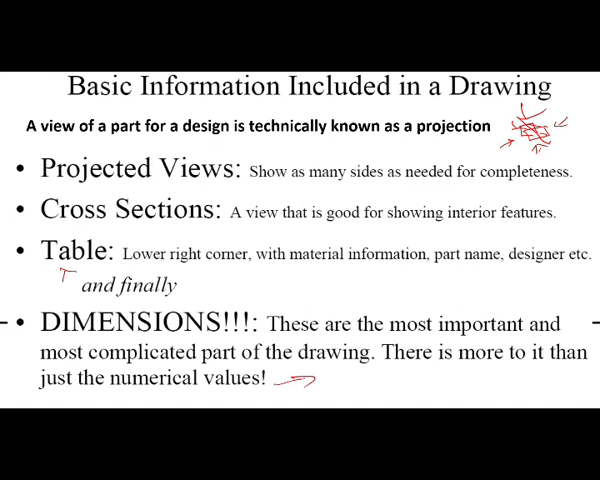 Basic Information Included in a Drawing
A view of a part for a design is technically known as a projection
• Projected Views: Show as many sides as needed for completeness.
• Cross Sections: A view that is good for showing interior features.
• Table: Lower right corner, with material information, part name, designer etc.
and finally
• DIMENSIONS!!!: These are the most important and
most complicated part of the drawing. There is more to it than
just the numerical values!